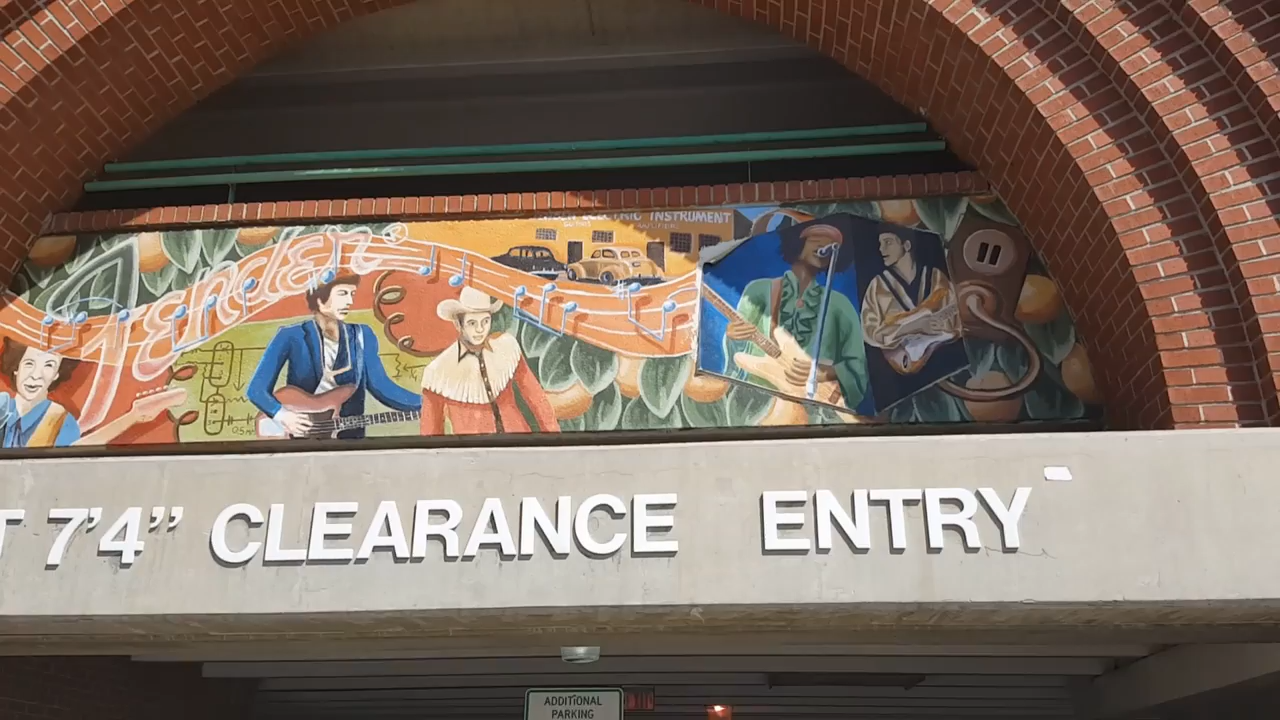 ELECTRIC INSTRUMENT
Fender ®
T 7'4" CLEARANCE ENTRY
ADDITIONAL
PARKING